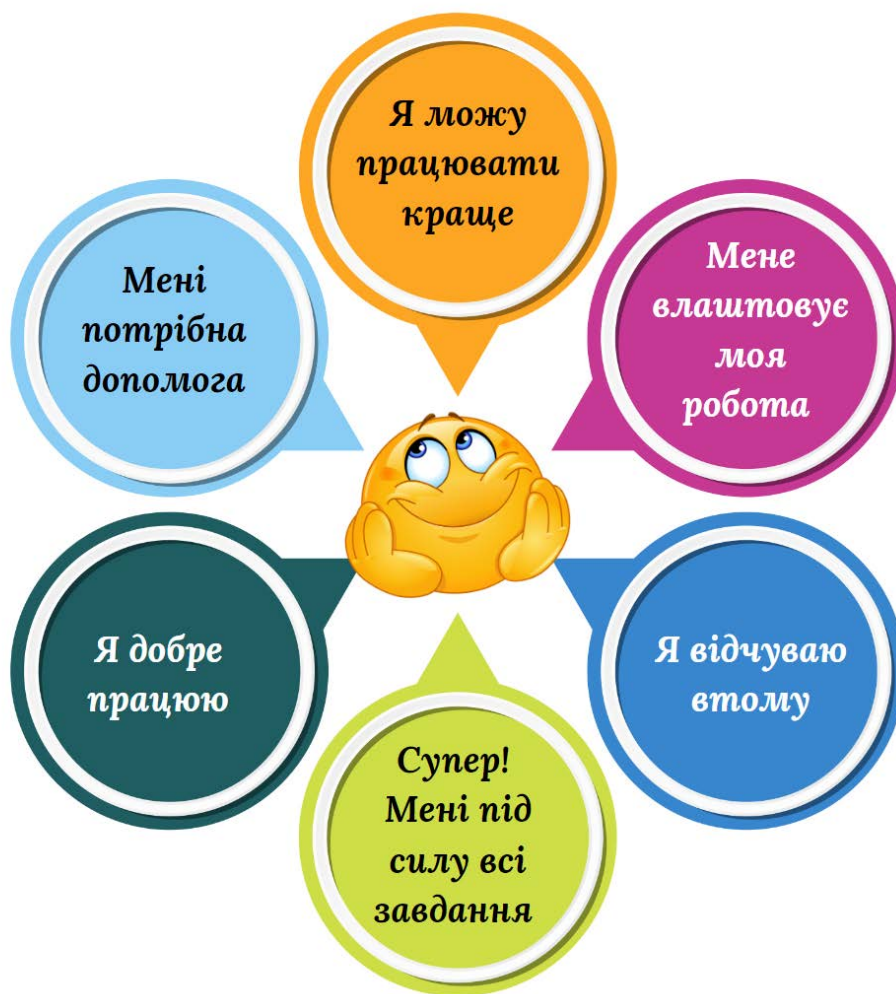 Я можу
працювати
краще
Мене
влаштовує
моя
робота
Мені
потрібна
допомога
Я добре
працюю
Я відчуваю
втому
Супер!
Мені під
силу всі
завдання